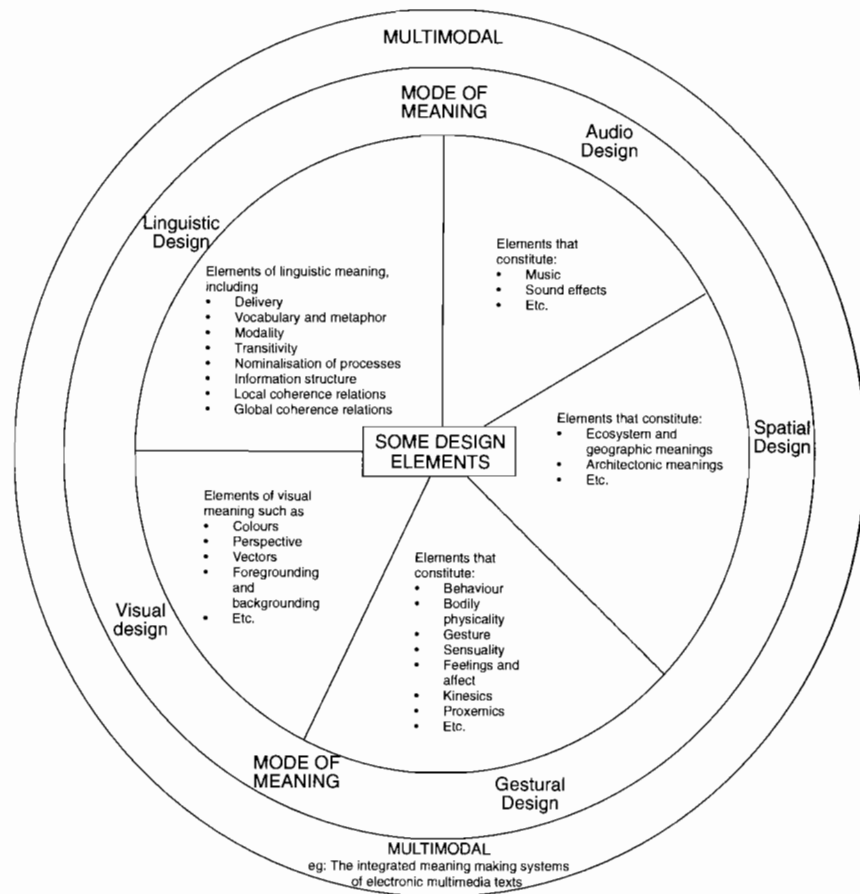 MULTIMODAL
MODE OF
MEANING
Audio
Design
Linguistic
Design
Elements that
constitute:
• Music
• Sound effects
• Etc.
Elements of linguistic meaning,
including
• Delivery
• Vocabulary and metaphor
• Modality
• Transitivity
• Nominalisation of processes
• Information structure
• Local coherence relations
• Global coherence relations
Elements that constitute:
• Ecosystem and
geographic meanings
• Architectonic meanings
• Etc.
Spatial
Design
SOME DESIGN
ELEMENTS
Elements of visual
meaning such as
• Colours
• Perspective
• Vectors
• Foregrounding
and
backgrounding
• Etc.
Visual
design
Elements that
constitute:
• Behaviour
• Bodily
physicality
• Gesture
• Sensuality
• Feelings and
affect
• Kinesics
• Proxemics
• Etc.
MODE OF
MEANING
Gestural
Design
MULTIMODAL
eg: The integrated meaning making systems
of electronic multimedia texts